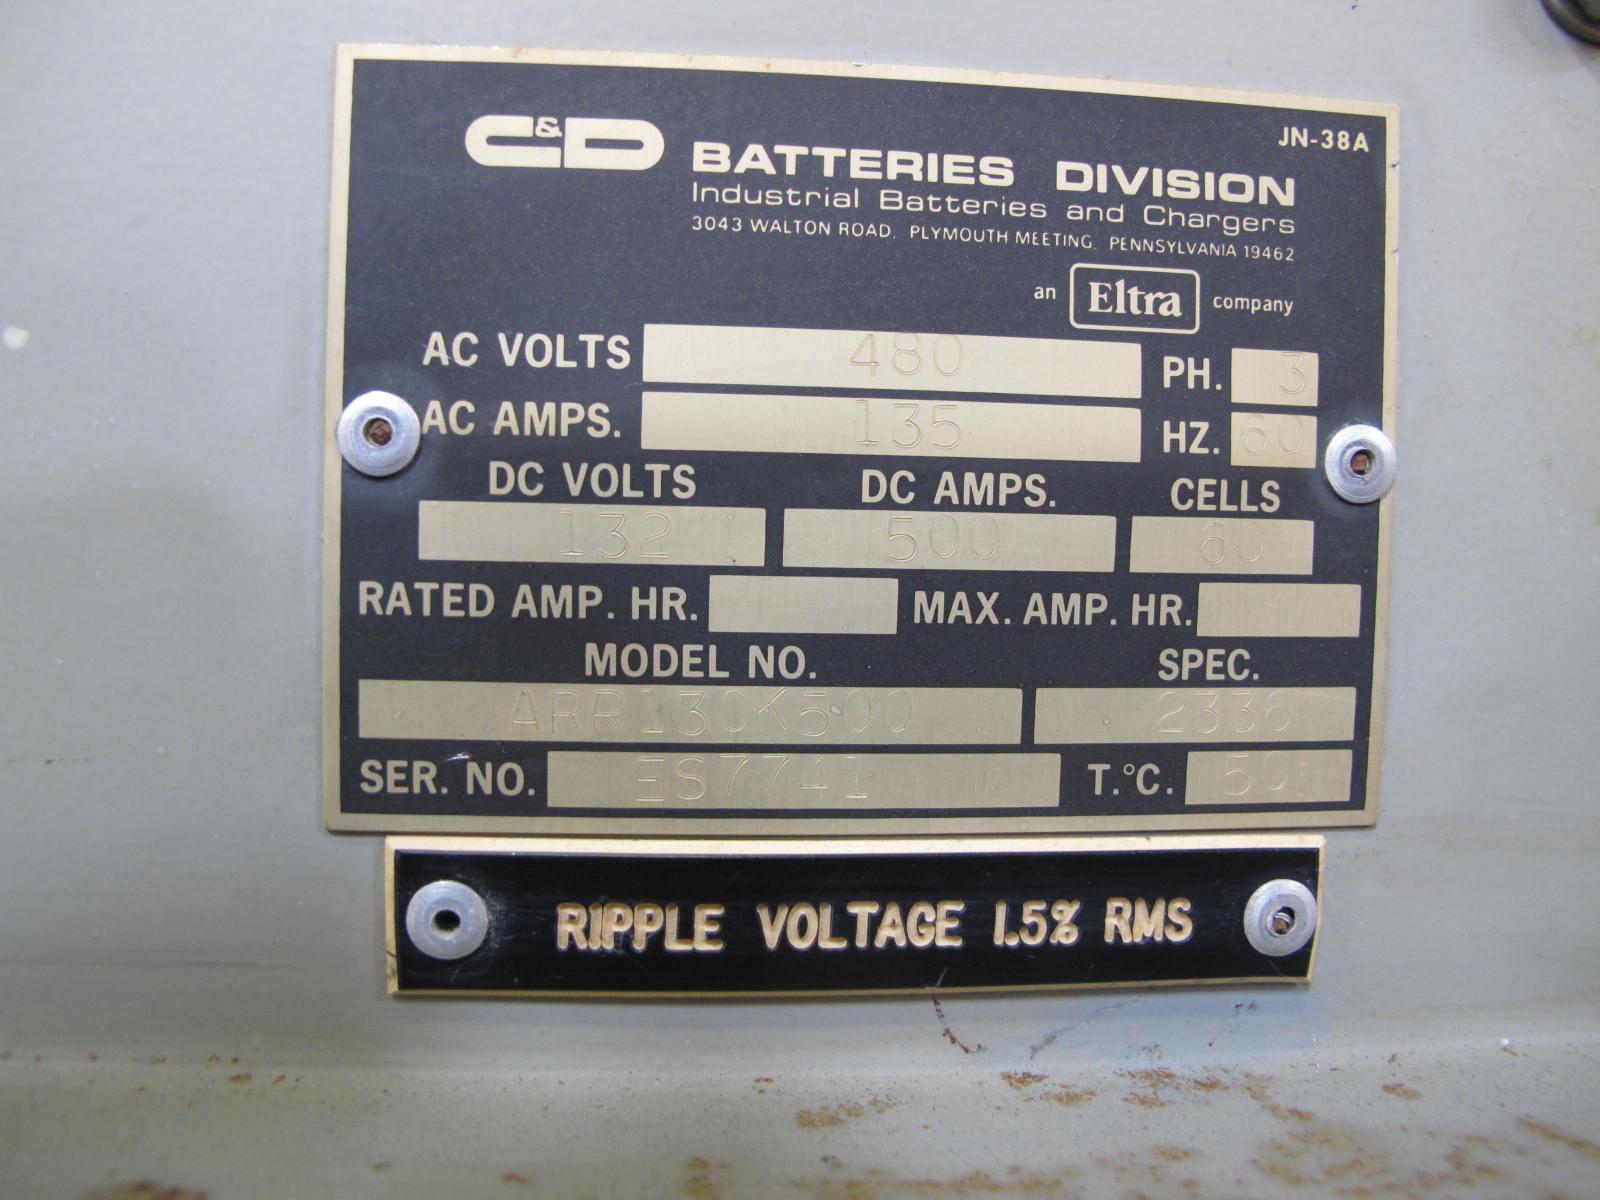 C&D BATTERIES DIVISION
JN-38A
Industrial Batteries and Chargers
3043 WALTON ROAD, PLYMOUTH MEETING, PENNSYLVANIA 19462
an Eltra company
AC VOLTS 480 PH. 3
AC AMPS. 135 HZ. 60
DC VOLTS DC AMPS. CELLS
132 500 60
RATED AMP. HR. MAX. AMP. HR.
MODEL NO. SPEC.
ARR130K500 2336
SER. NO. ES7741 T.°C. 50
RIPPLE VOLTAGE 1.5% RMS